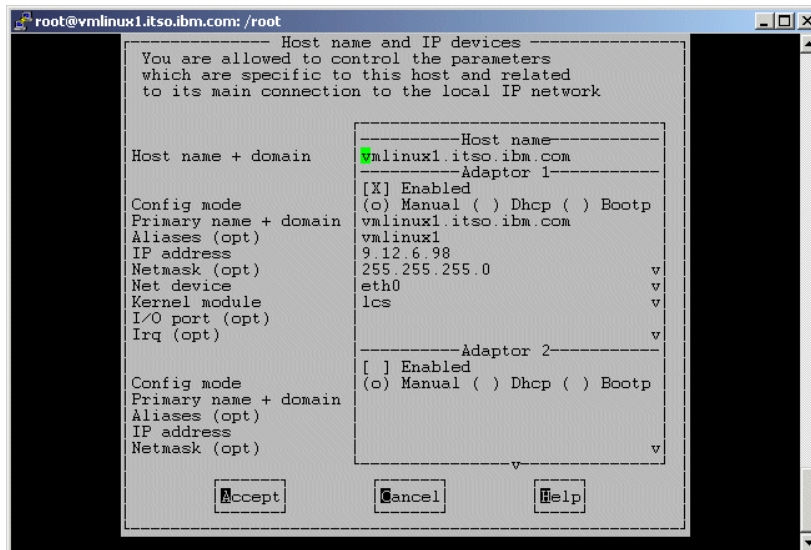 root@vmlinux1.itso.ibm.com: /root
Host name and IP devices
You are allowed to control the parameters
which are specific to this host and related
to its main connection to the local IP network
Host name
Host name + domain vmlinux1.itso.ibm.com
Adaptor 1
[X] Enabled
Config mode (o) Manual ( ) Dhcp ( ) Bootp
Primary name + domain vmlinux1.itso.ibm.com
Aliases (opt) vmlinux1
IP address 9.12.6.98
Netmask (opt) 255.255.255.0
Net device eth0
Kernel module lcs
I/O port (opt)
Irq (opt)
Adaptor 2
[ ] Enabled
Config mode (o) Manual ( ) Dhcp ( ) Bootp
Primary name + domain
Aliases (opt)
IP address
Netmask (opt)
Accept Cancel Help